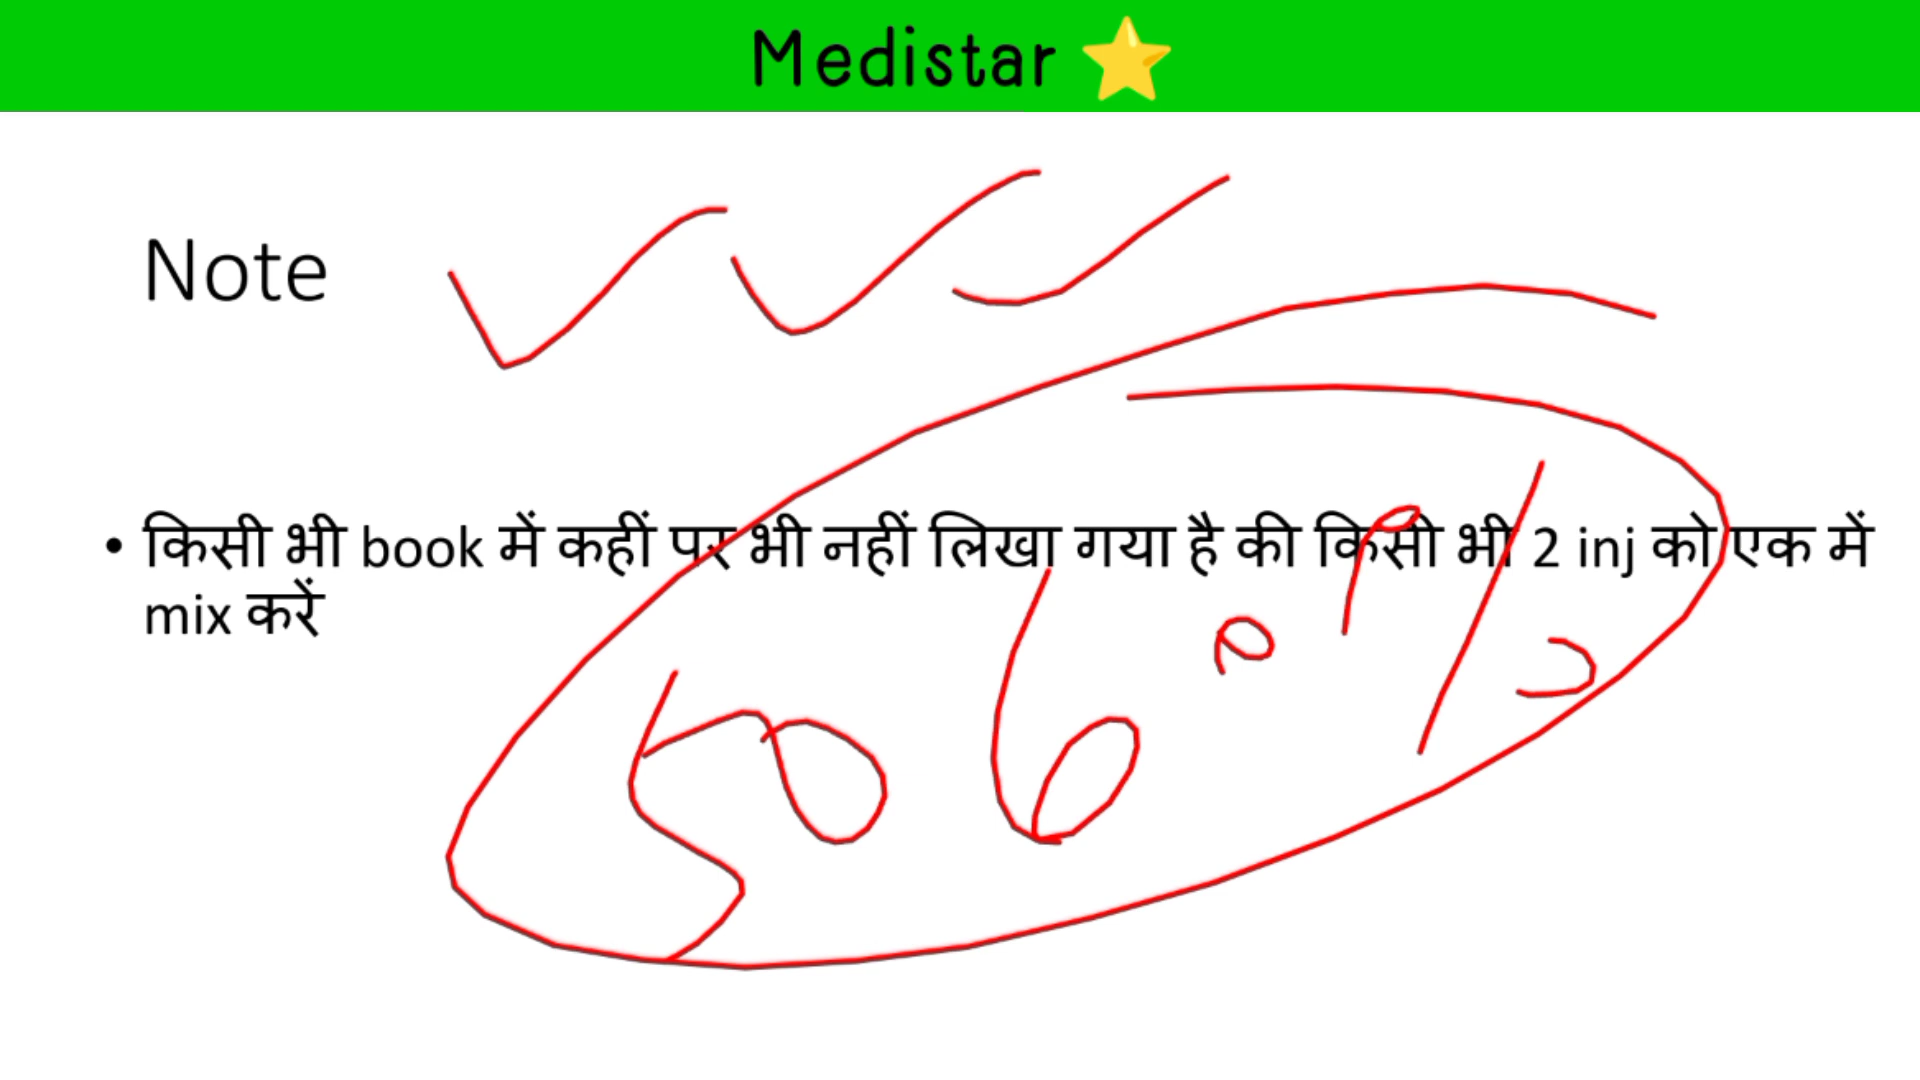 Medistar ⭐
Note
• किसी भी book में कहीं पर भी नहीं लिखा गया है की किसी भी 2 inj को एक में
mix करें